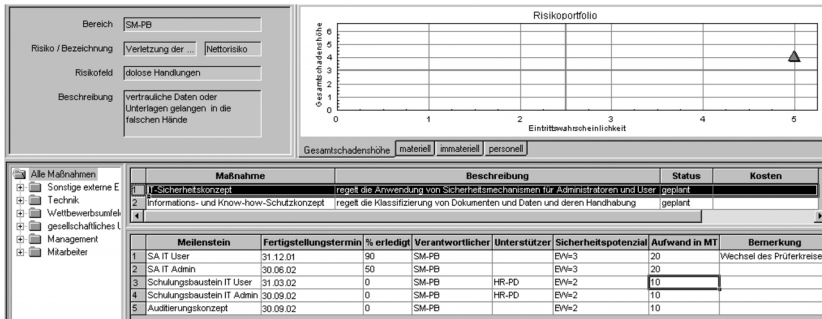 Bereich SM-PB
Risiko / Bezeichnung Verletzung der ... Nettorisiko
Risikofeld dolose Handlungen
Beschreibung vertrauliche Daten oder
Unterlagen gelangen in die
falschen Hände
Risikoportfolio
Gesamtschadenshöhe
6
5
4
3
2
1
0
0 1 2 3 4 5
Eintrittswahrscheinlichkeit
Gesamtschadenshöhe materiell immateriell personell
Alle Maßnahmen
Sonstige externe E
Technik
Wettbewerbsumfel
gesellschaftliches
Management
Mitarbeiter
Maßnahme Beschreibung Status Kosten
1 IT-Sicherheitskonzept regelt die Anwendung von Sicherheitsmechanismen für Administratoren und User geplant
2 Informations- und Know-how-Schutzkonzept regelt die Klassifizierung von Dokumenten und Daten und deren Handhabung geplant
Meilenstein Fertigstellungstermin % erledigt Verantwortlicher Unterstützer Sicherheitspotenzial Aufwand in MT Bemerkung
1 SA IT User 31.12.01 90 SM-PB EW=3 20 Wechsel des Prüferkreise
2 SA IT Admin 30.06.02 50 SM-PB EW=3 20
3 Schulungsbaustein IT User 31.03.02 0 SM-PB HR-PD EW=2 10
4 Schulungsbaustein IT Admin 30.09.02 0 SM-PB HR-PD EW=2 10
5 Auditierungskonzept 30.09.02 0 SM-PB EW=2 10